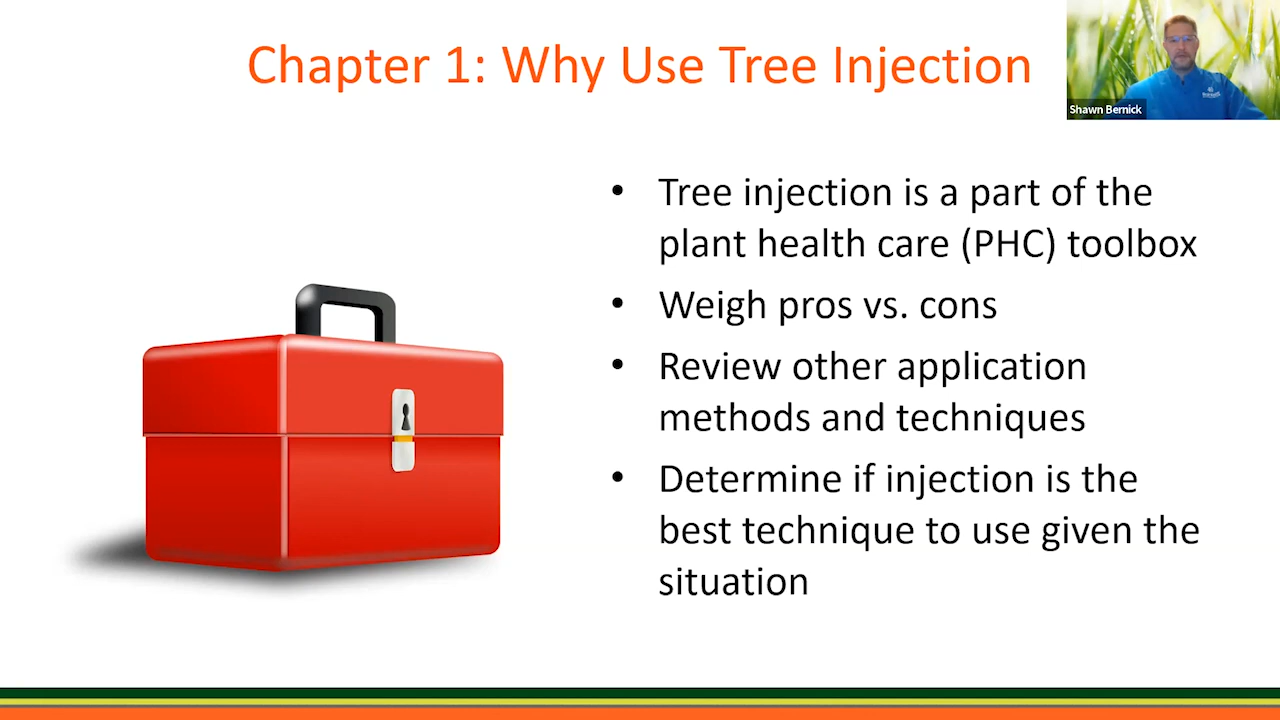 Chapter 1: Why Use Tree Injection
Shawn Bernick
• Tree injection is a part of the
plant health care (PHC) toolbox
• Weigh pros vs. cons
• Review other application
methods and techniques
• Determine if injection is the
best technique to use given the
situation